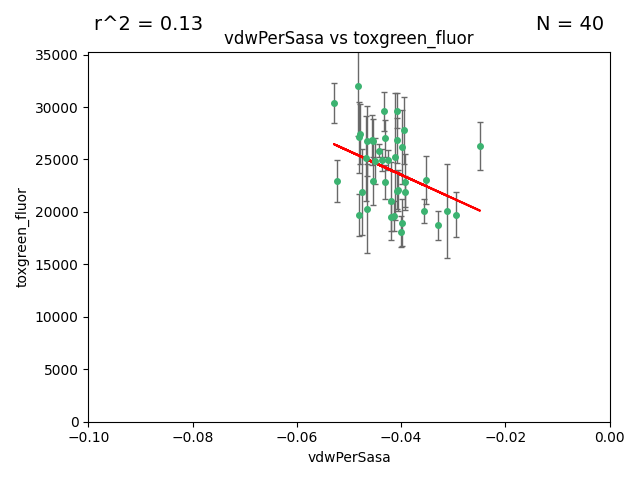 r^2 = 0.13
N = 40
vdwPerSasa vs toxgreen_fluor
35000
30000
25000
20000
15000
10000
5000
0
toxgreen_fluor
−0.10
−0.08
−0.06
−0.04
−0.02
0.00
vdwPerSasa